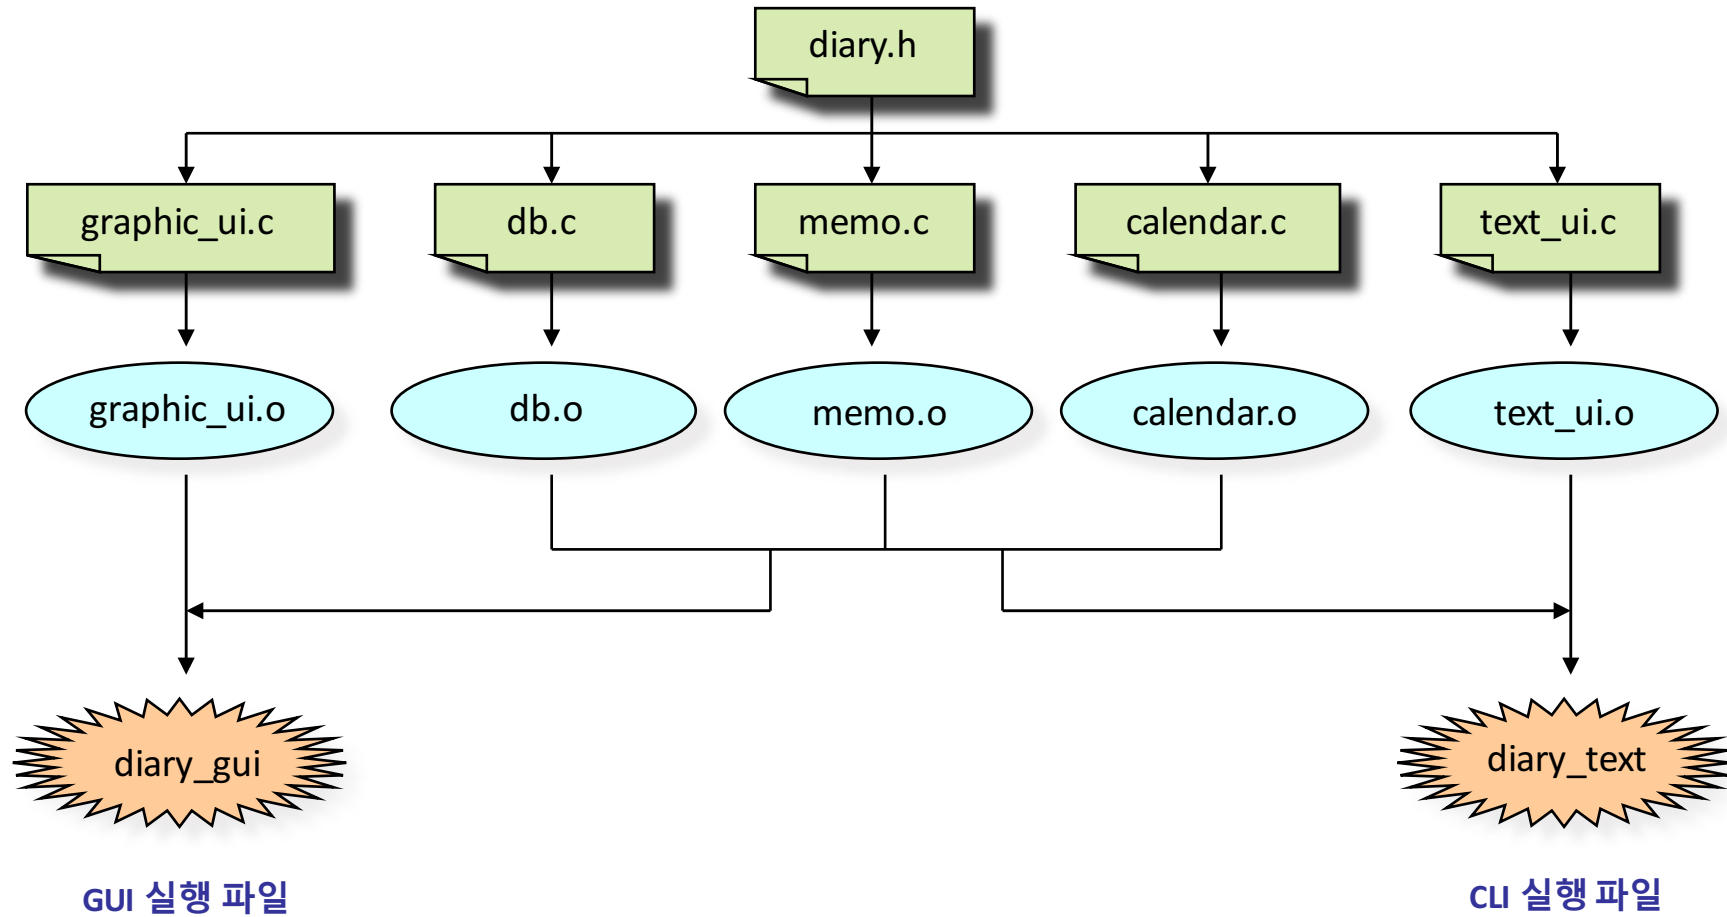 diary.h
graphic_ui.c
db.c
memo.c
calendar.c
text_ui.c
graphic_ui.o
db.o
memo.o
calendar.o
text_ui.o
diary_gui
diary_text
GUI 실행 파일
CLI 실행 파일